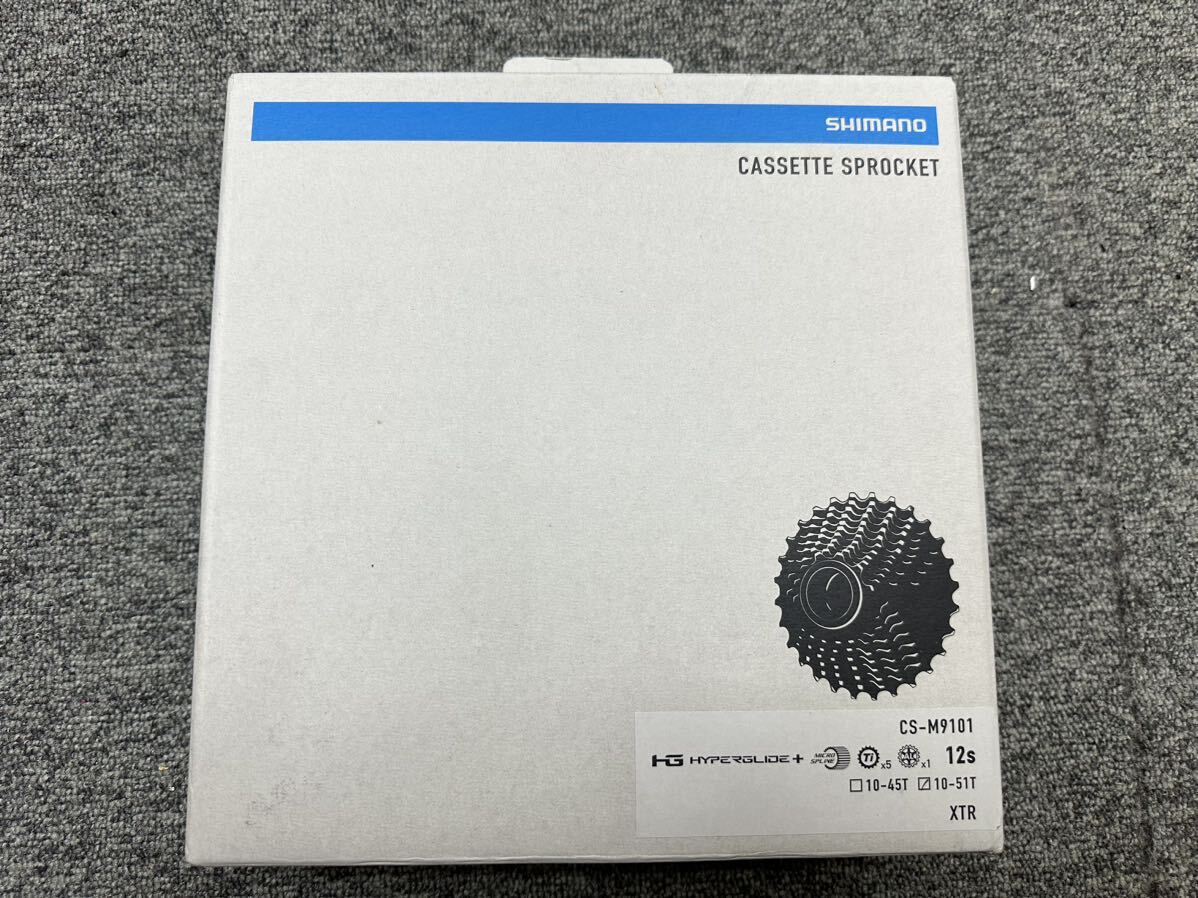 SHIMANO
CASSETTE SPROCKET
CS-M9101
HG HYPERGLIDE+ MICRO SPLINE Ti x5 x1 12s
☐ 10-45T ☑ 10-51T
XTR